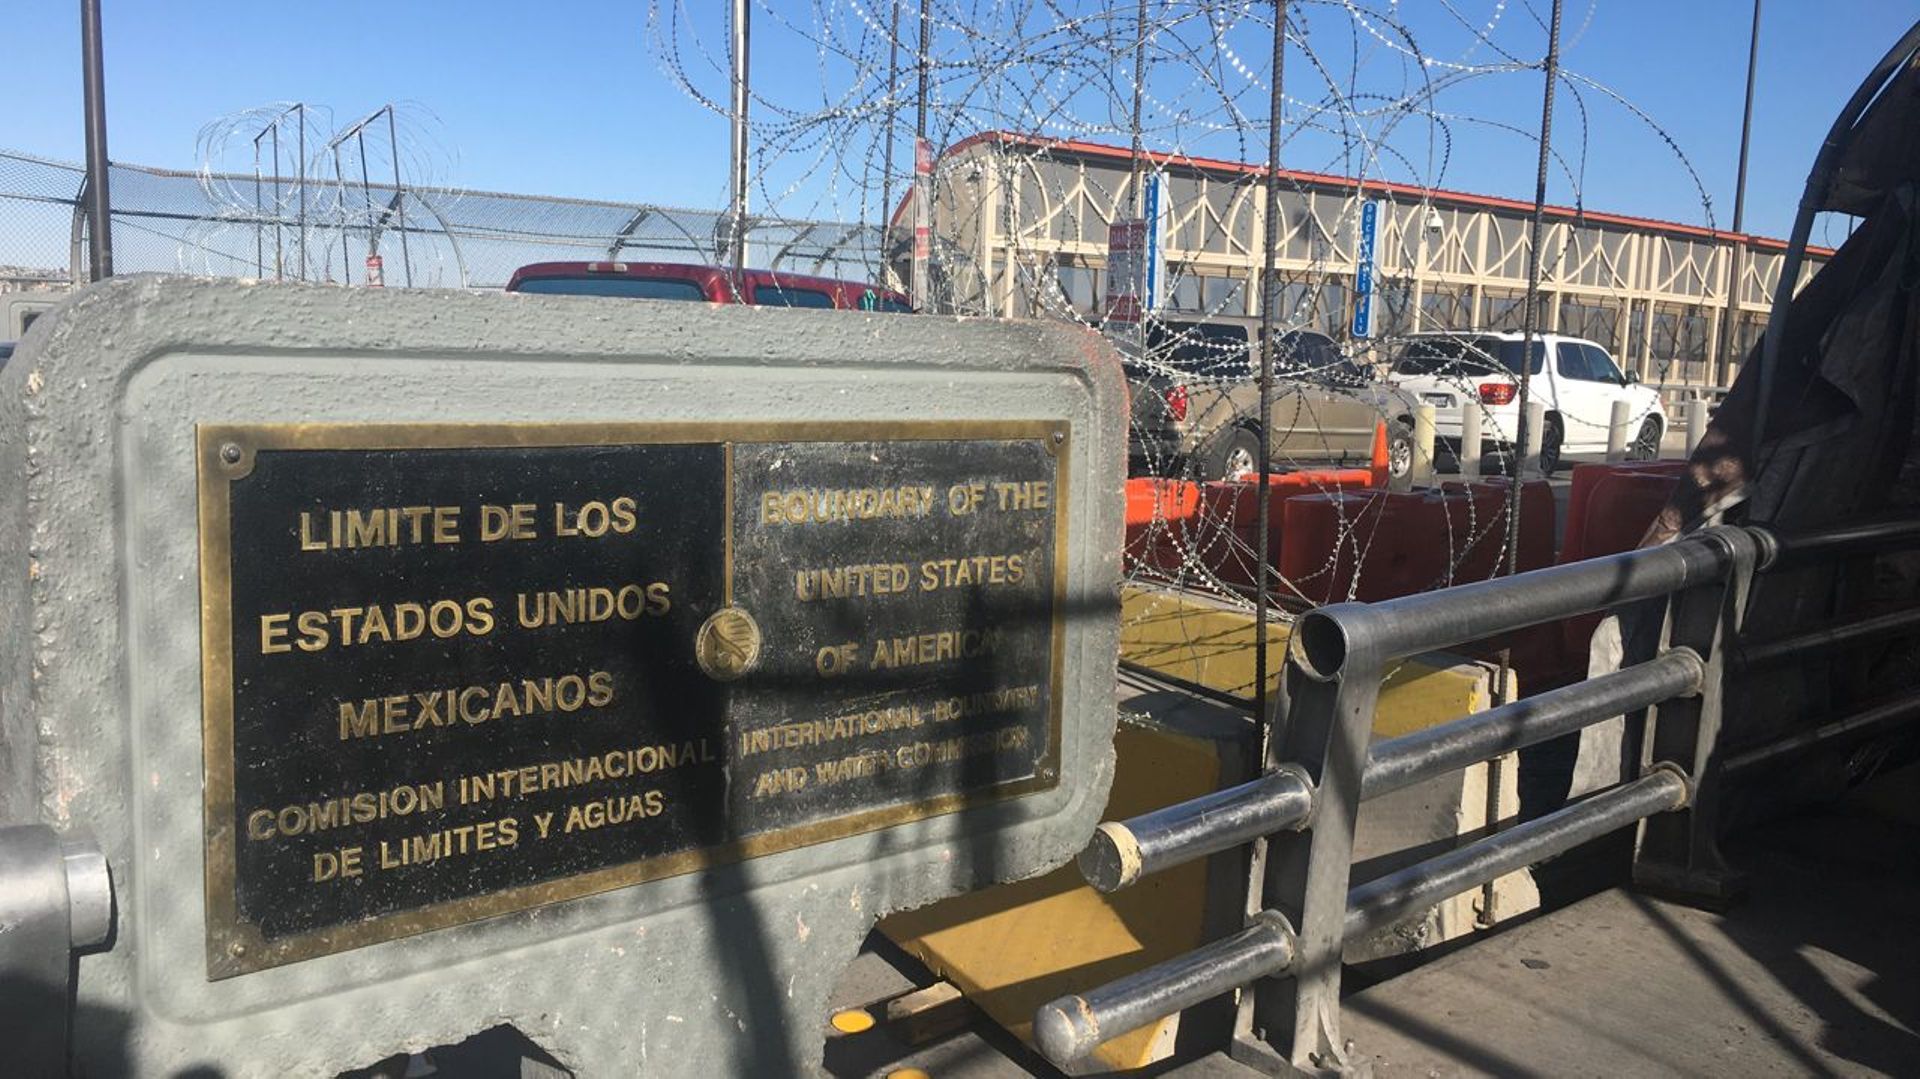 LIMITE DE LOS
ESTADOS UNIDOS
MEXICANOS
COMISION INTERNACIONAL
DE LIMITES Y AGUAS
BOUNDARY OF THE
UNITED STATES
OF AMERICA
INTERNATIONAL BOUNDARY
AND WATER COMMISSION